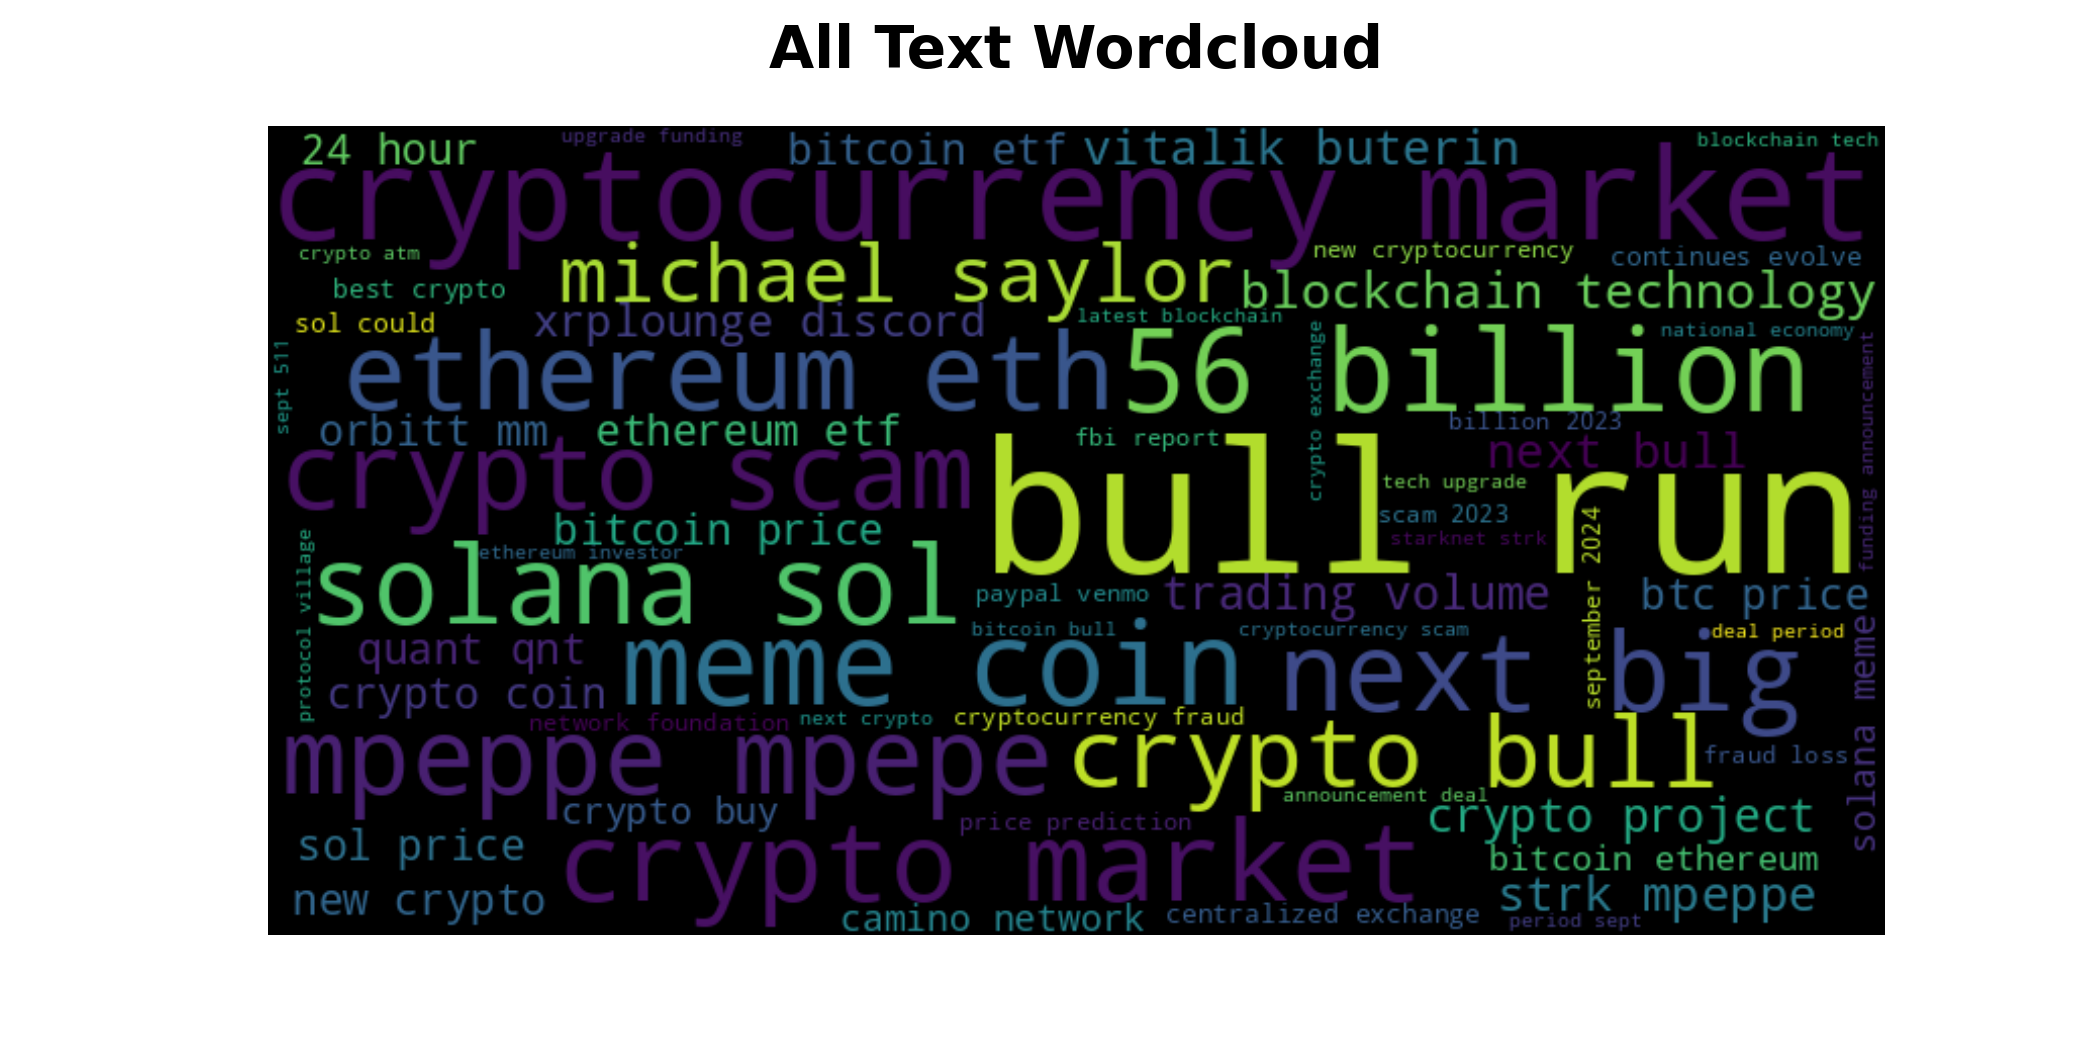 All Text Wordcloud
24 hour
upgrade funding
bitcoin etf
vitalik buterin
blockchain tech
cryptocurrency market
crypto atm
michael saylor
new cryptocurrency
continues evolve
best crypto
blockchain technology
sol could
xrplounge discord
latest blockchain
national economy
sept 511
ethereum eth
56 billion
crypto exchange
funding announcement
orbitt mm
ethereum etf
fbi report
billion 2023
next bull
crypto scam
bull run
tech upgrade
scam 2023
starknet strk
bitcoin price
ethereum investor
september 2024
protocol village
solana sol
paypal venmo
trading volume
btc price
quant qnt
meme coin
bitcoin bull
cryptocurrency scam
next big
deal period
solana meme
crypto coin
network foundation
next crypto
cryptocurrency fraud
mpeppe mpepe
crypto bull
fraud loss
announcement deal
crypto buy
price prediction
crypto project
sol price
crypto market
bitcoin ethereum
new crypto
strk mpeppe
camino network
centralized exchange
period sept